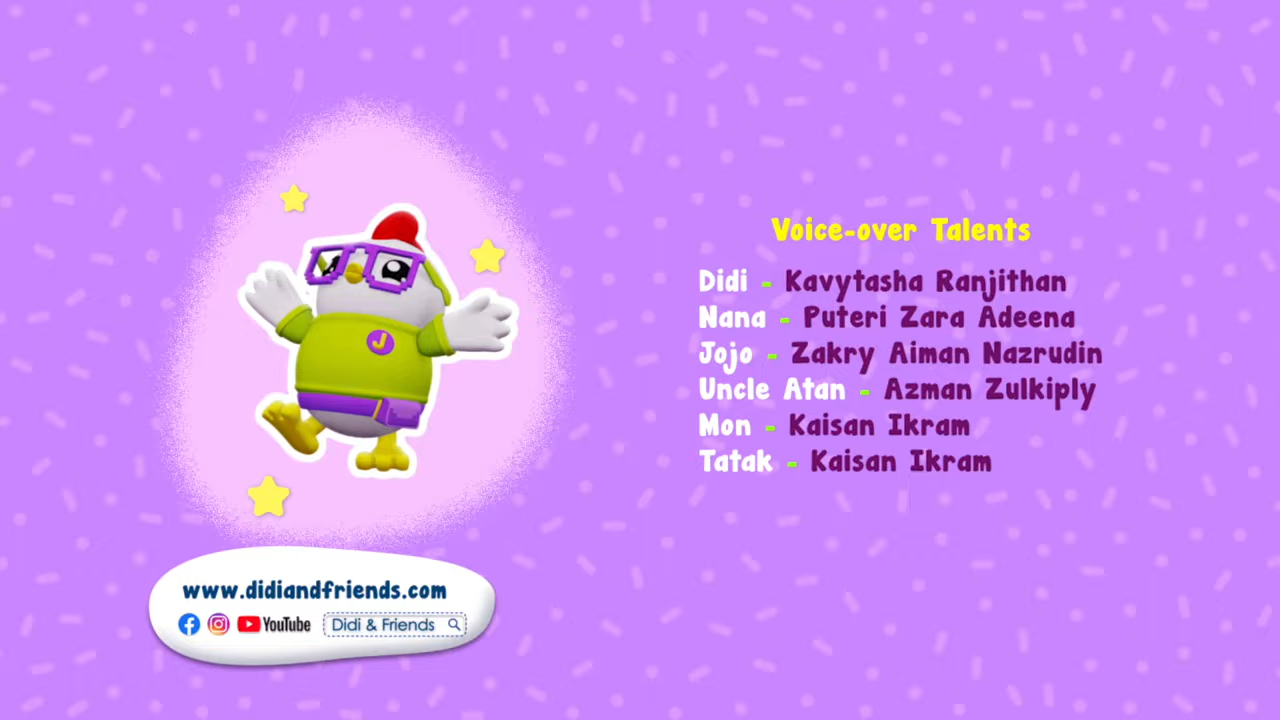 Voice-over Talents
Didi - Kavytasha Ranjithan
Nana - Puteri Zara Adeena
Jojo - Zakry Aiman Nazrudin
Uncle Atan - Azman Zulkiply
Mon - Kaisan Ikram
Tatak - Kaisan Ikram
J
www.didiandfriends.com
YouTube Didi & Friends